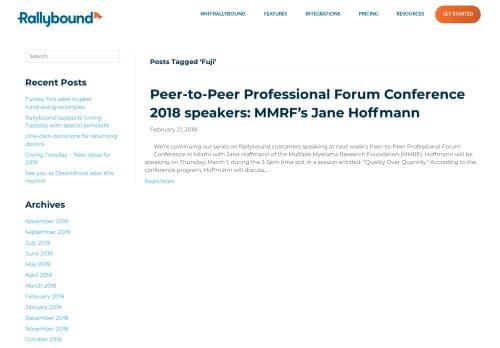 Rallybound
WHY RALLYBOUND
FEATURES
INTEGRATIONS
PRICING
RESOURCES
GET STARTED
Search
Recent Posts
Turkey Trot peer to peer
fundraising examples
Rallybound supports Giving
Tuesday with special template
One-click donations for returning
donors
Giving Tuesday – New ideas for
2019
See you at Dreamforce later this
month!
Archives
November 2019
September 2019
July 2019
June 2019
May 2019
April 2019
March 2019
February 2019
January 2019
December 2018
November 2018
October 2018
Posts Tagged ‘Fuji’
Peer-to-Peer Professional Forum Conference
2018 speakers: MMRF’s Jane Hoffmann
February 21, 2018
We’re continuing our series on Rallybound customers speaking at next week’s Peer-to-Peer Professional Forum
Conference in Miami with Jane Hoffmann of the Multiple Myeloma Research Foundation (MMRF). Hoffmann will be
speaking on Thursday, March 1, during the 3-5pm time slot in a session entitled: “Quality Over Quantity.” According to the
conference program, Hoffmann will discuss,…
Read More